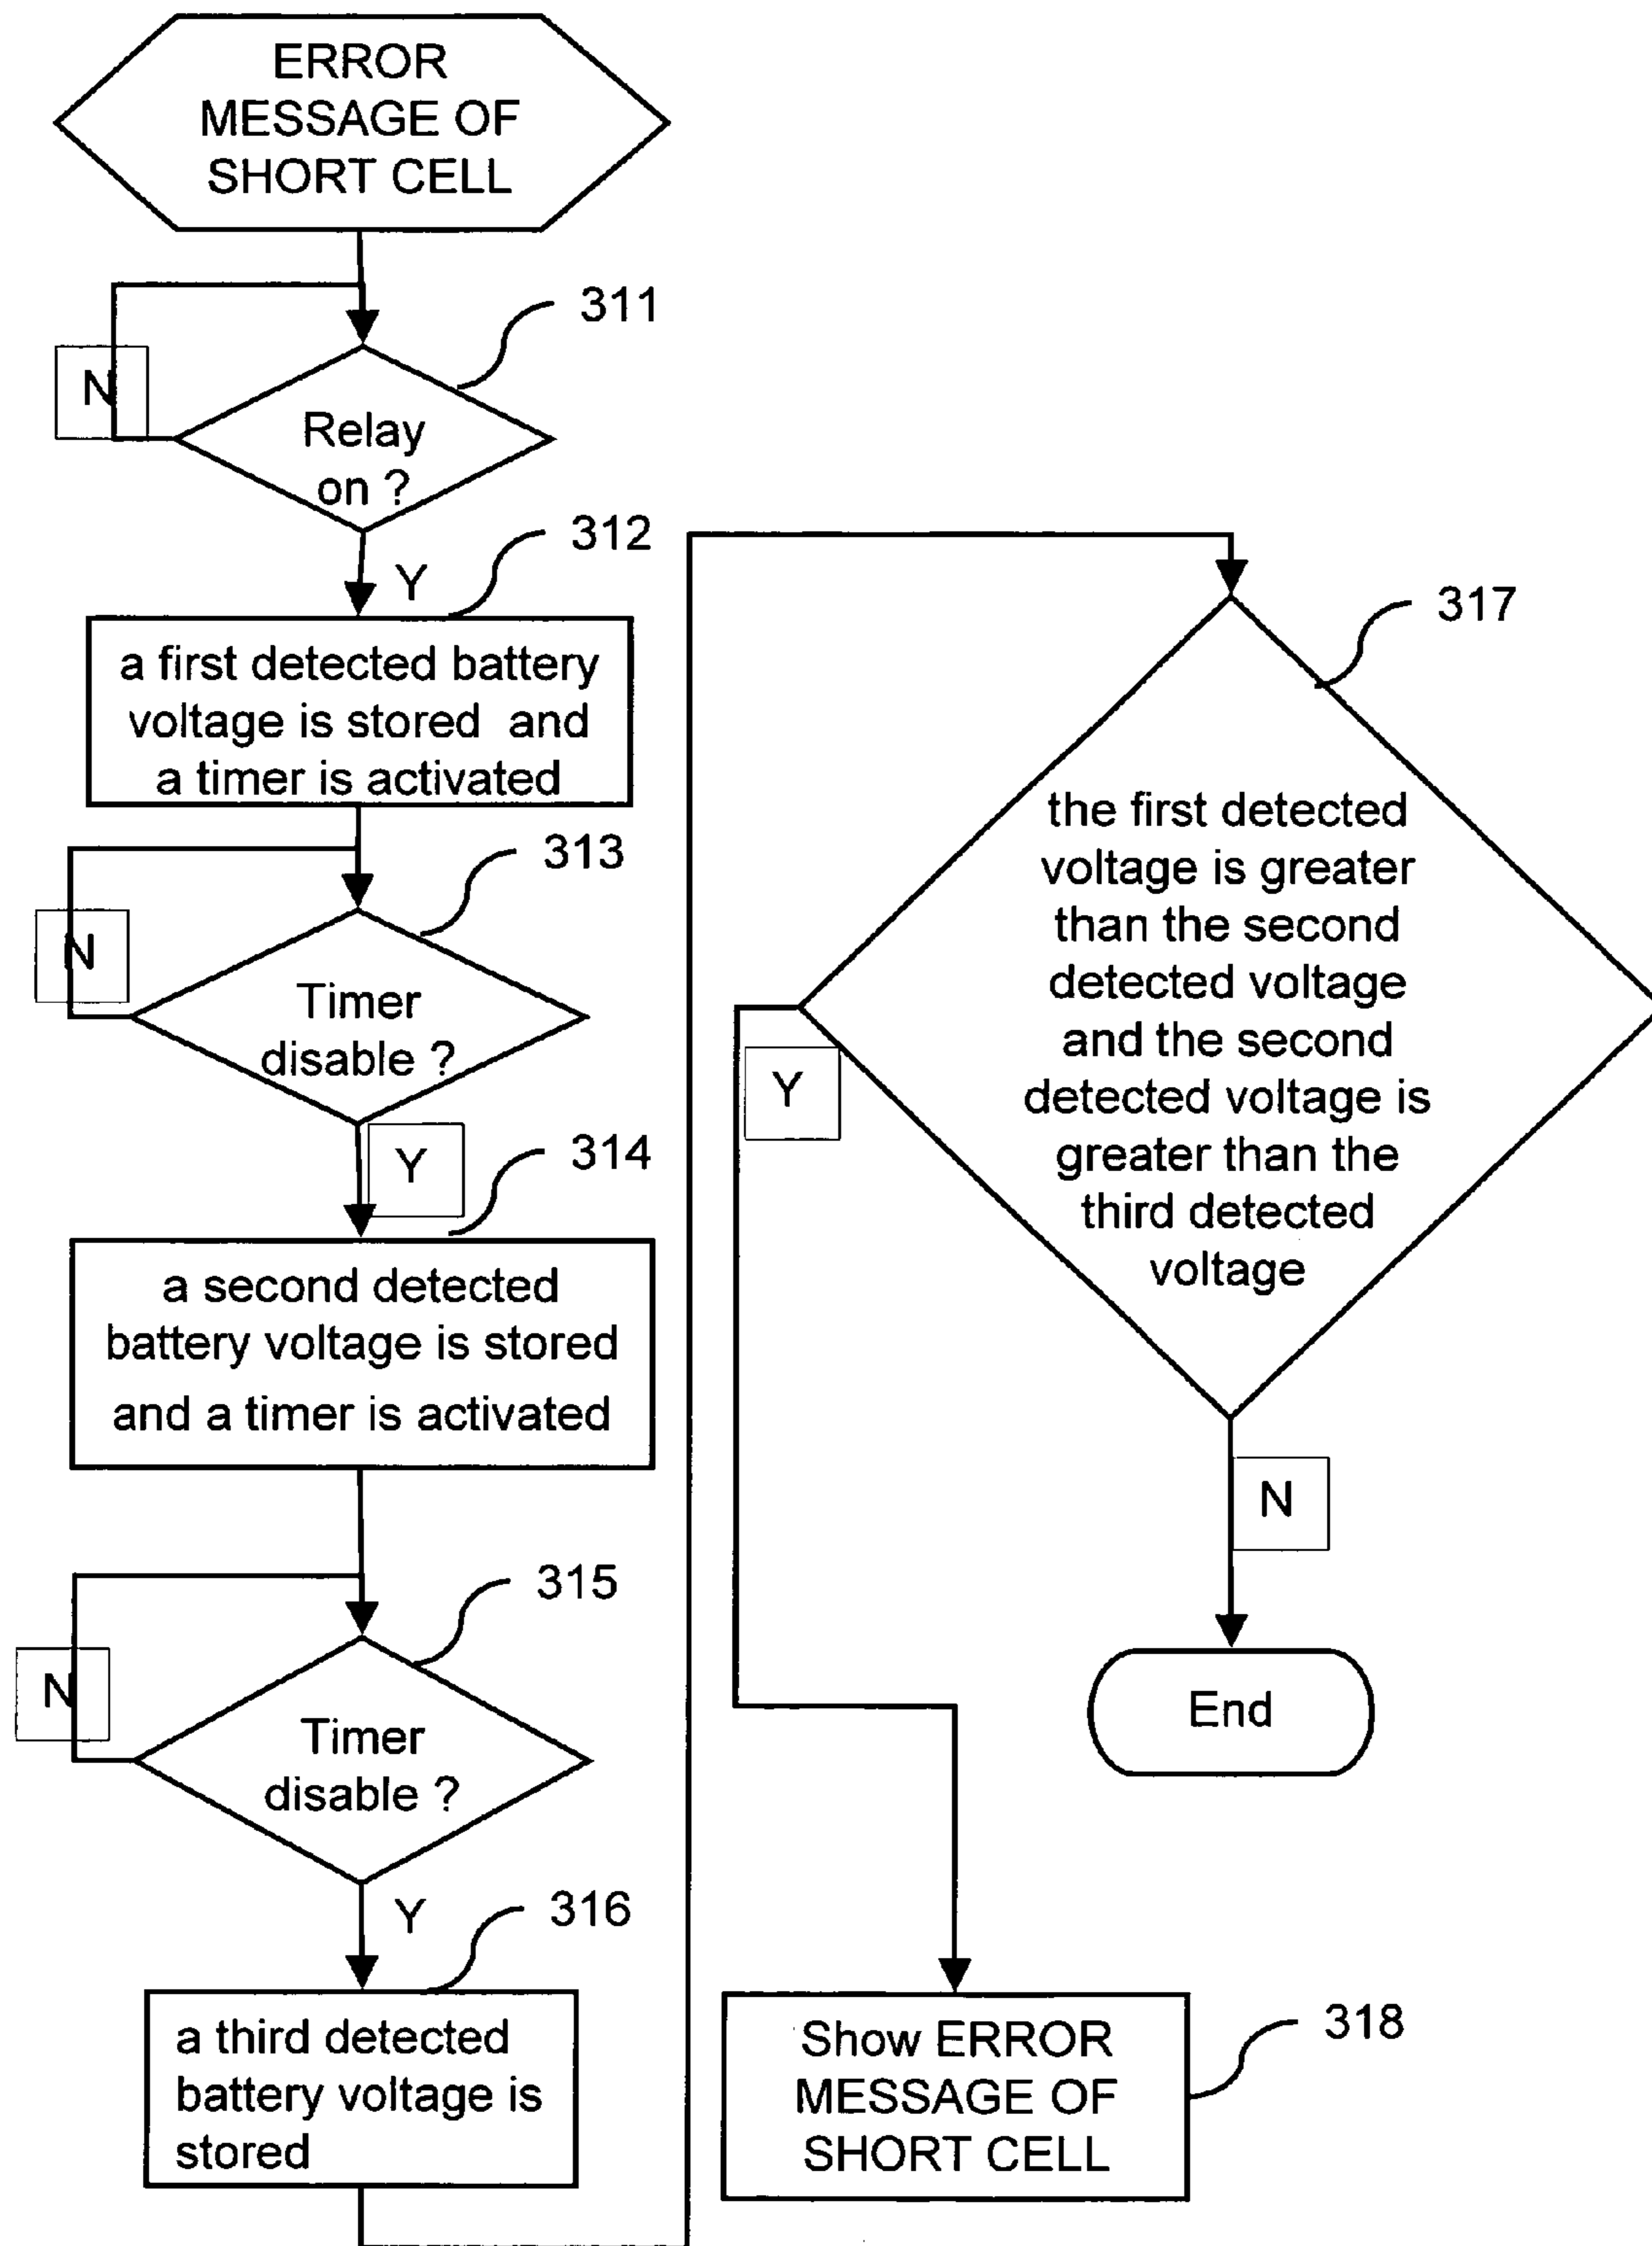 ERROR
MESSAGE OF
SHORT CELL
311
N
Relay
on ?
312
Y
a first detected battery
voltage is stored and
a timer is activated
313
N
Timer
disable ?
Y
314
a second detected
battery voltage is stored
and a timer is activated
315
N
Timer
disable ?
Y
316
a third detected
battery voltage is
stored
317
the first detected
voltage is greater
than the second
detected voltage
and the second
detected voltage is
greater than the
third detected
voltage
Y
N
End
Show ERROR
MESSAGE OF
SHORT CELL
318